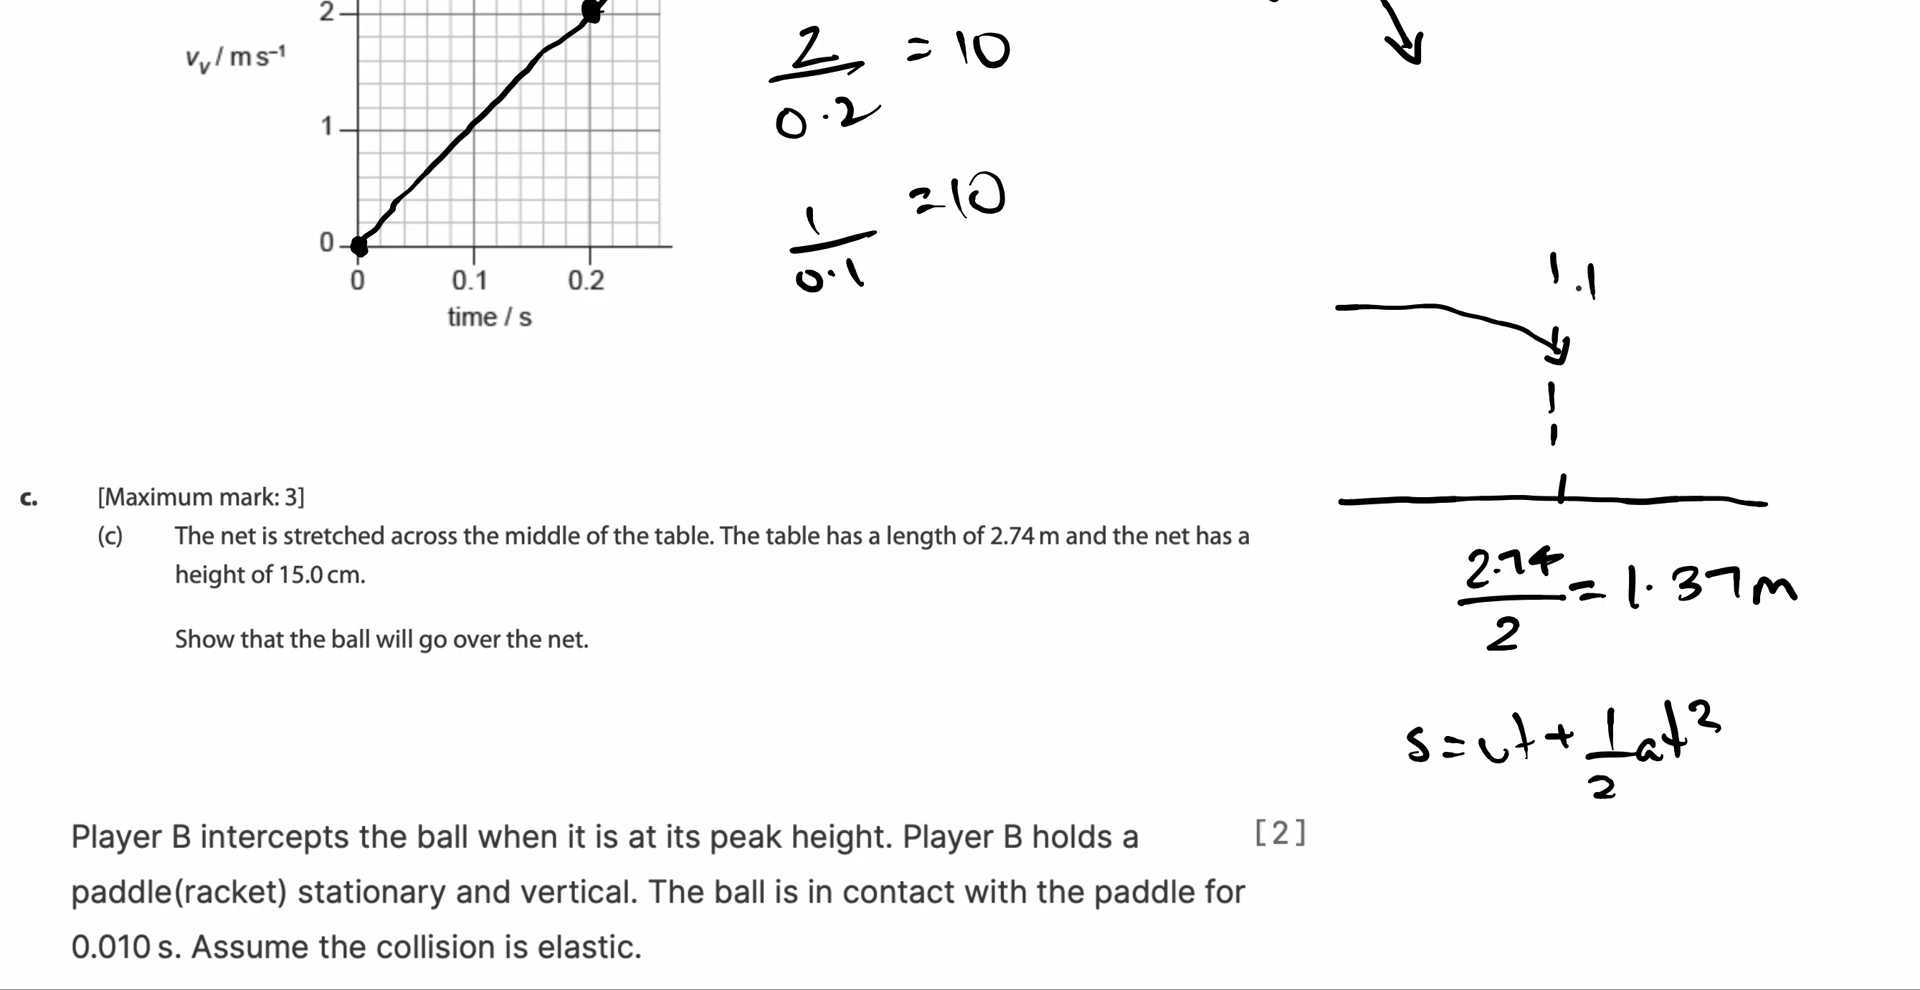 2
v_v / m s⁻¹
1
0
0 0.1 0.2
time / s
2/0.2 = 10
1/0.1 = 10
c. [Maximum mark: 3]
(c) The net is stretched across the middle of the table. The table has a length of 2.74 m and the net has a
height of 15.0 cm.
Show that the ball will go over the net.
2.74/2 = 1.37 m
s = ut + 1/2 at²
Player B intercepts the ball when it is at its peak height. Player B holds a [2]
paddle(racket) stationary and vertical. The ball is in contact with the paddle for
0.010 s. Assume the collision is elastic.